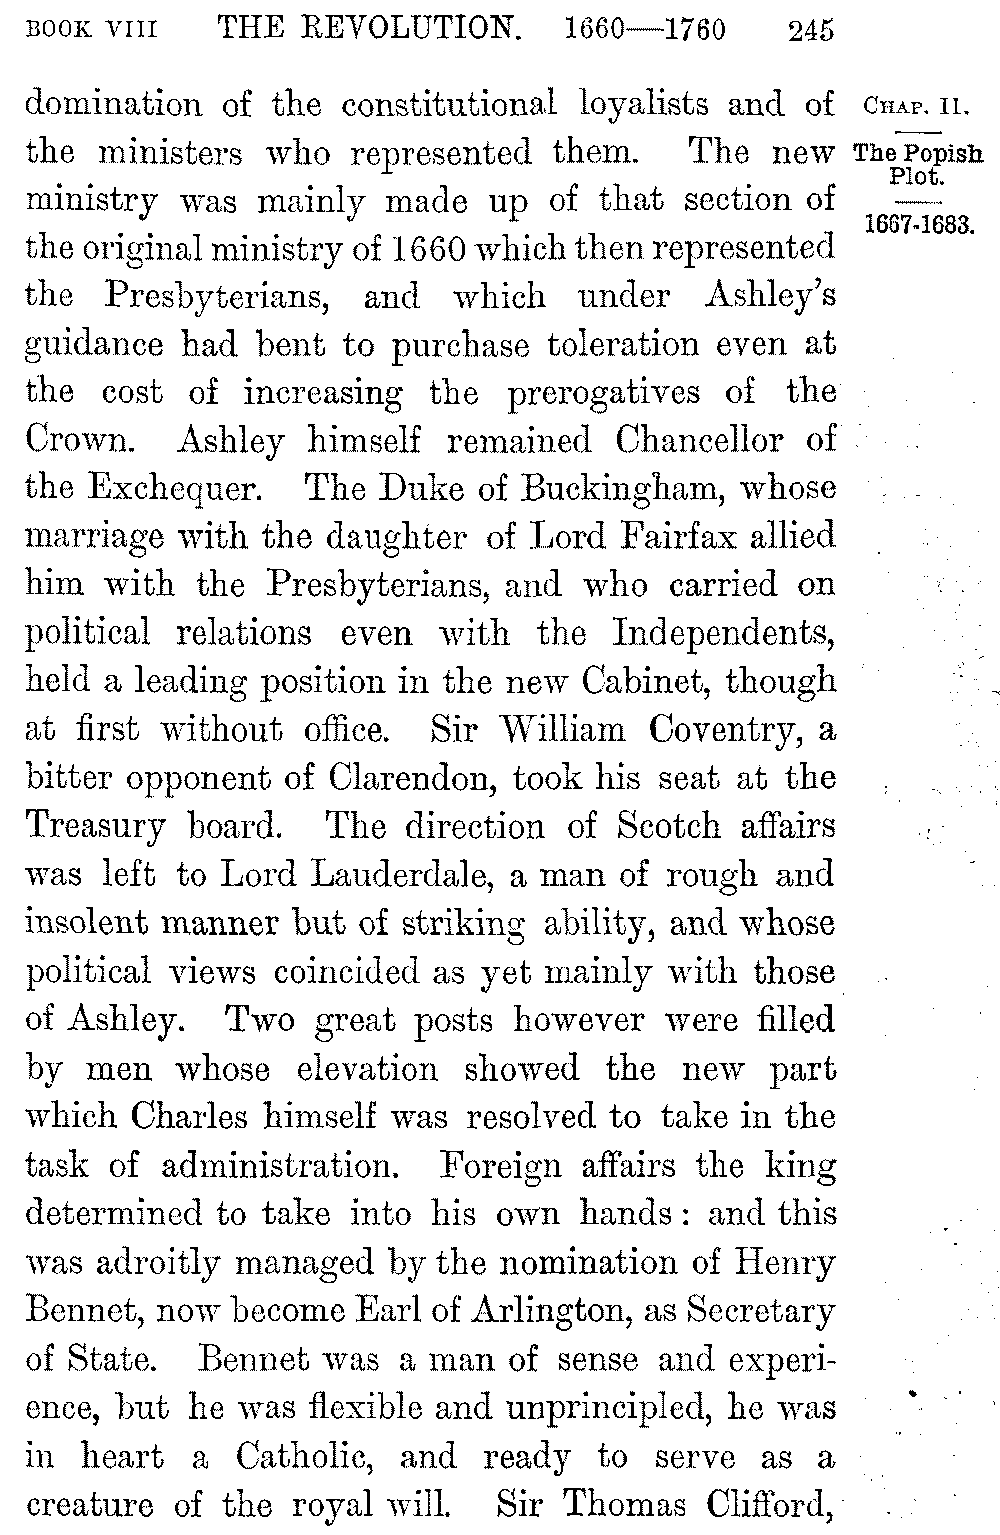 BOOK VIII THE REVOLUTION. 1660—1760 245
domination of the constitutional loyalists and of
the ministers who represented them. The new
ministry was mainly made up of that section of
the original ministry of 1660 which then represented
the Presbyterians, and which under Ashley's
guidance had bent to purchase toleration even at
the cost of increasing the prerogatives of the
Crown. Ashley himself remained Chancellor of
the Exchequer. The Duke of Buckingham, whose
marriage with the daughter of Lord Fairfax allied
him with the Presbyterians, and who carried on
political relations even with the Independents,
held a leading position in the new Cabinet, though
at first without office. Sir William Coventry, a
bitter opponent of Clarendon, took his seat at the
Treasury board. The direction of Scotch affairs
was left to Lord Lauderdale, a man of rough and
insolent manner but of striking ability, and whose
political views coincided as yet mainly with those
of Ashley. Two great posts however were filled
by men whose elevation showed the new part
which Charles himself was resolved to take in the
task of administration. Foreign affairs the king
determined to take into his own hands: and this
was adroitly managed by the nomination of Henry
Bennet, now become Earl of Arlington, as Secretary
of State. Bennet was a man of sense and experi-
ence, but he was flexible and unprincipled, he was
in heart a Catholic, and ready to serve as a
creature of the royal will. Sir Thomas Clifford,
CHAP. II.
The Popish
Plot.
1667-1683.